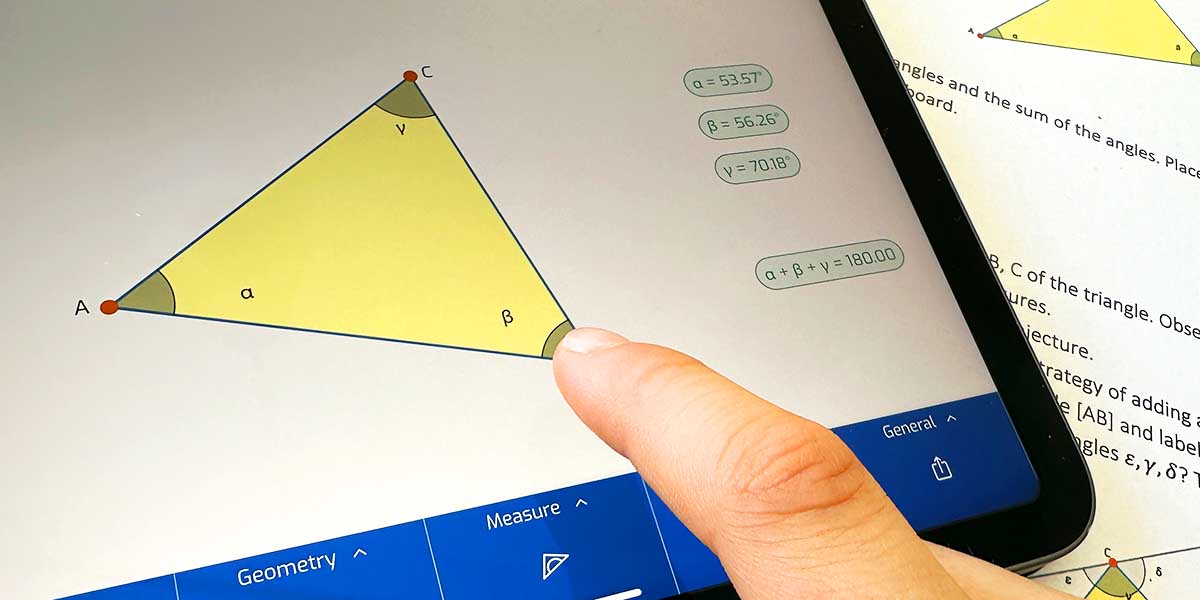 C
γ
A
α
β
α = 53.57°
β = 56.26°
γ = 70.18°
α + β + γ = 180.00
Geometry
Measure
General
A
α
β
angles and the sum of the angles. Place
board.
B, C of the triangle. Obse
ures.
jecture.
trategy of adding a
[AB] and label
ngles ε, γ, δ? T
C
ε
δ
γ